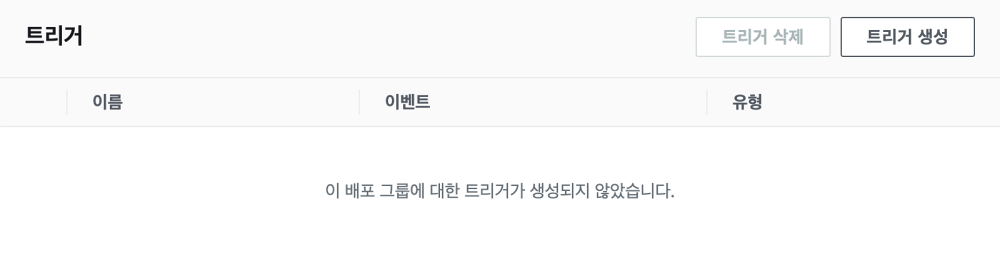 트리거
트리거 삭제
트리거 생성
이름
이벤트
유형
이 배포 그룹에 대한 트리거가 생성되지 않았습니다.